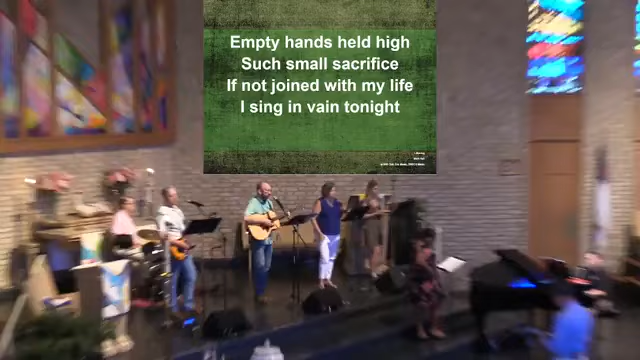 Empty hands held high
Such small sacrifice
If not joined with my life
I sing in vain tonight